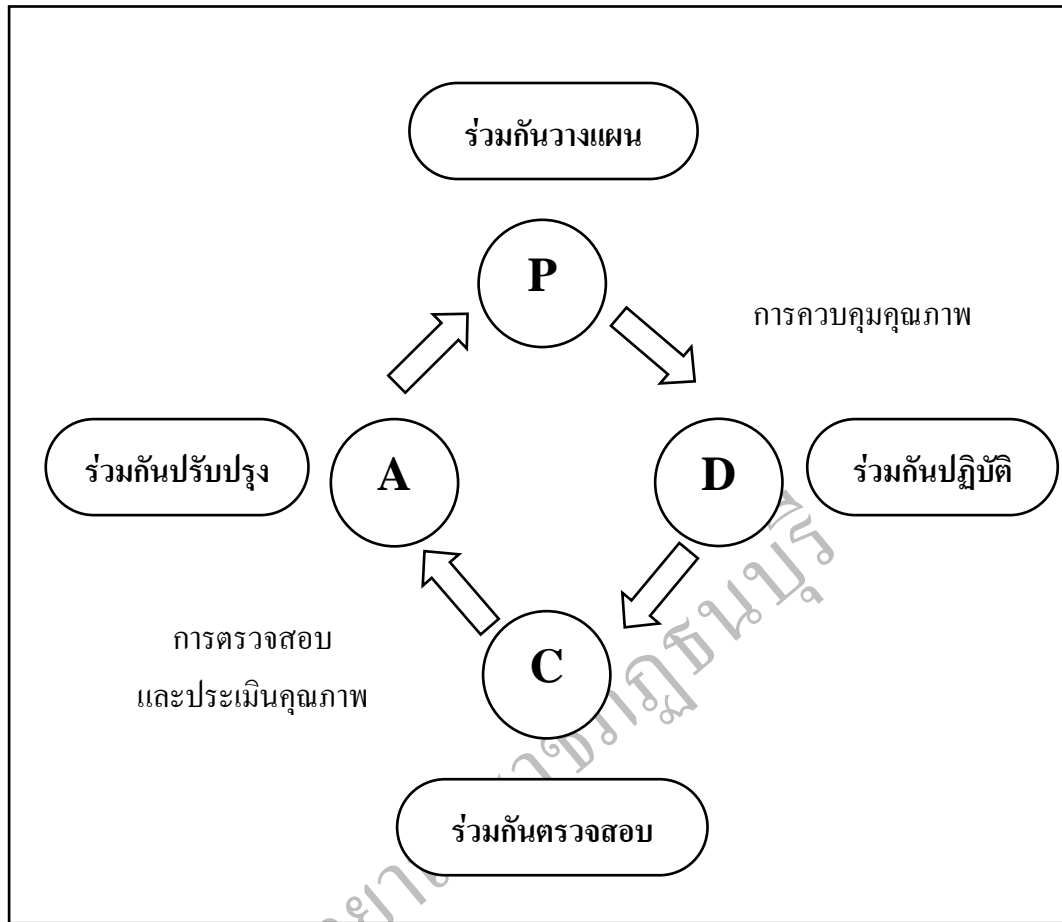 ร่วมกันวางแผน
P
การควบคุมคุณภาพ
ร่วมกันปรับปรุง
A
D
ร่วมกันปฏิบัติ
การตรวจสอบ
และประเมินคุณภาพ
C
ร่วมกันตรวจสอบ